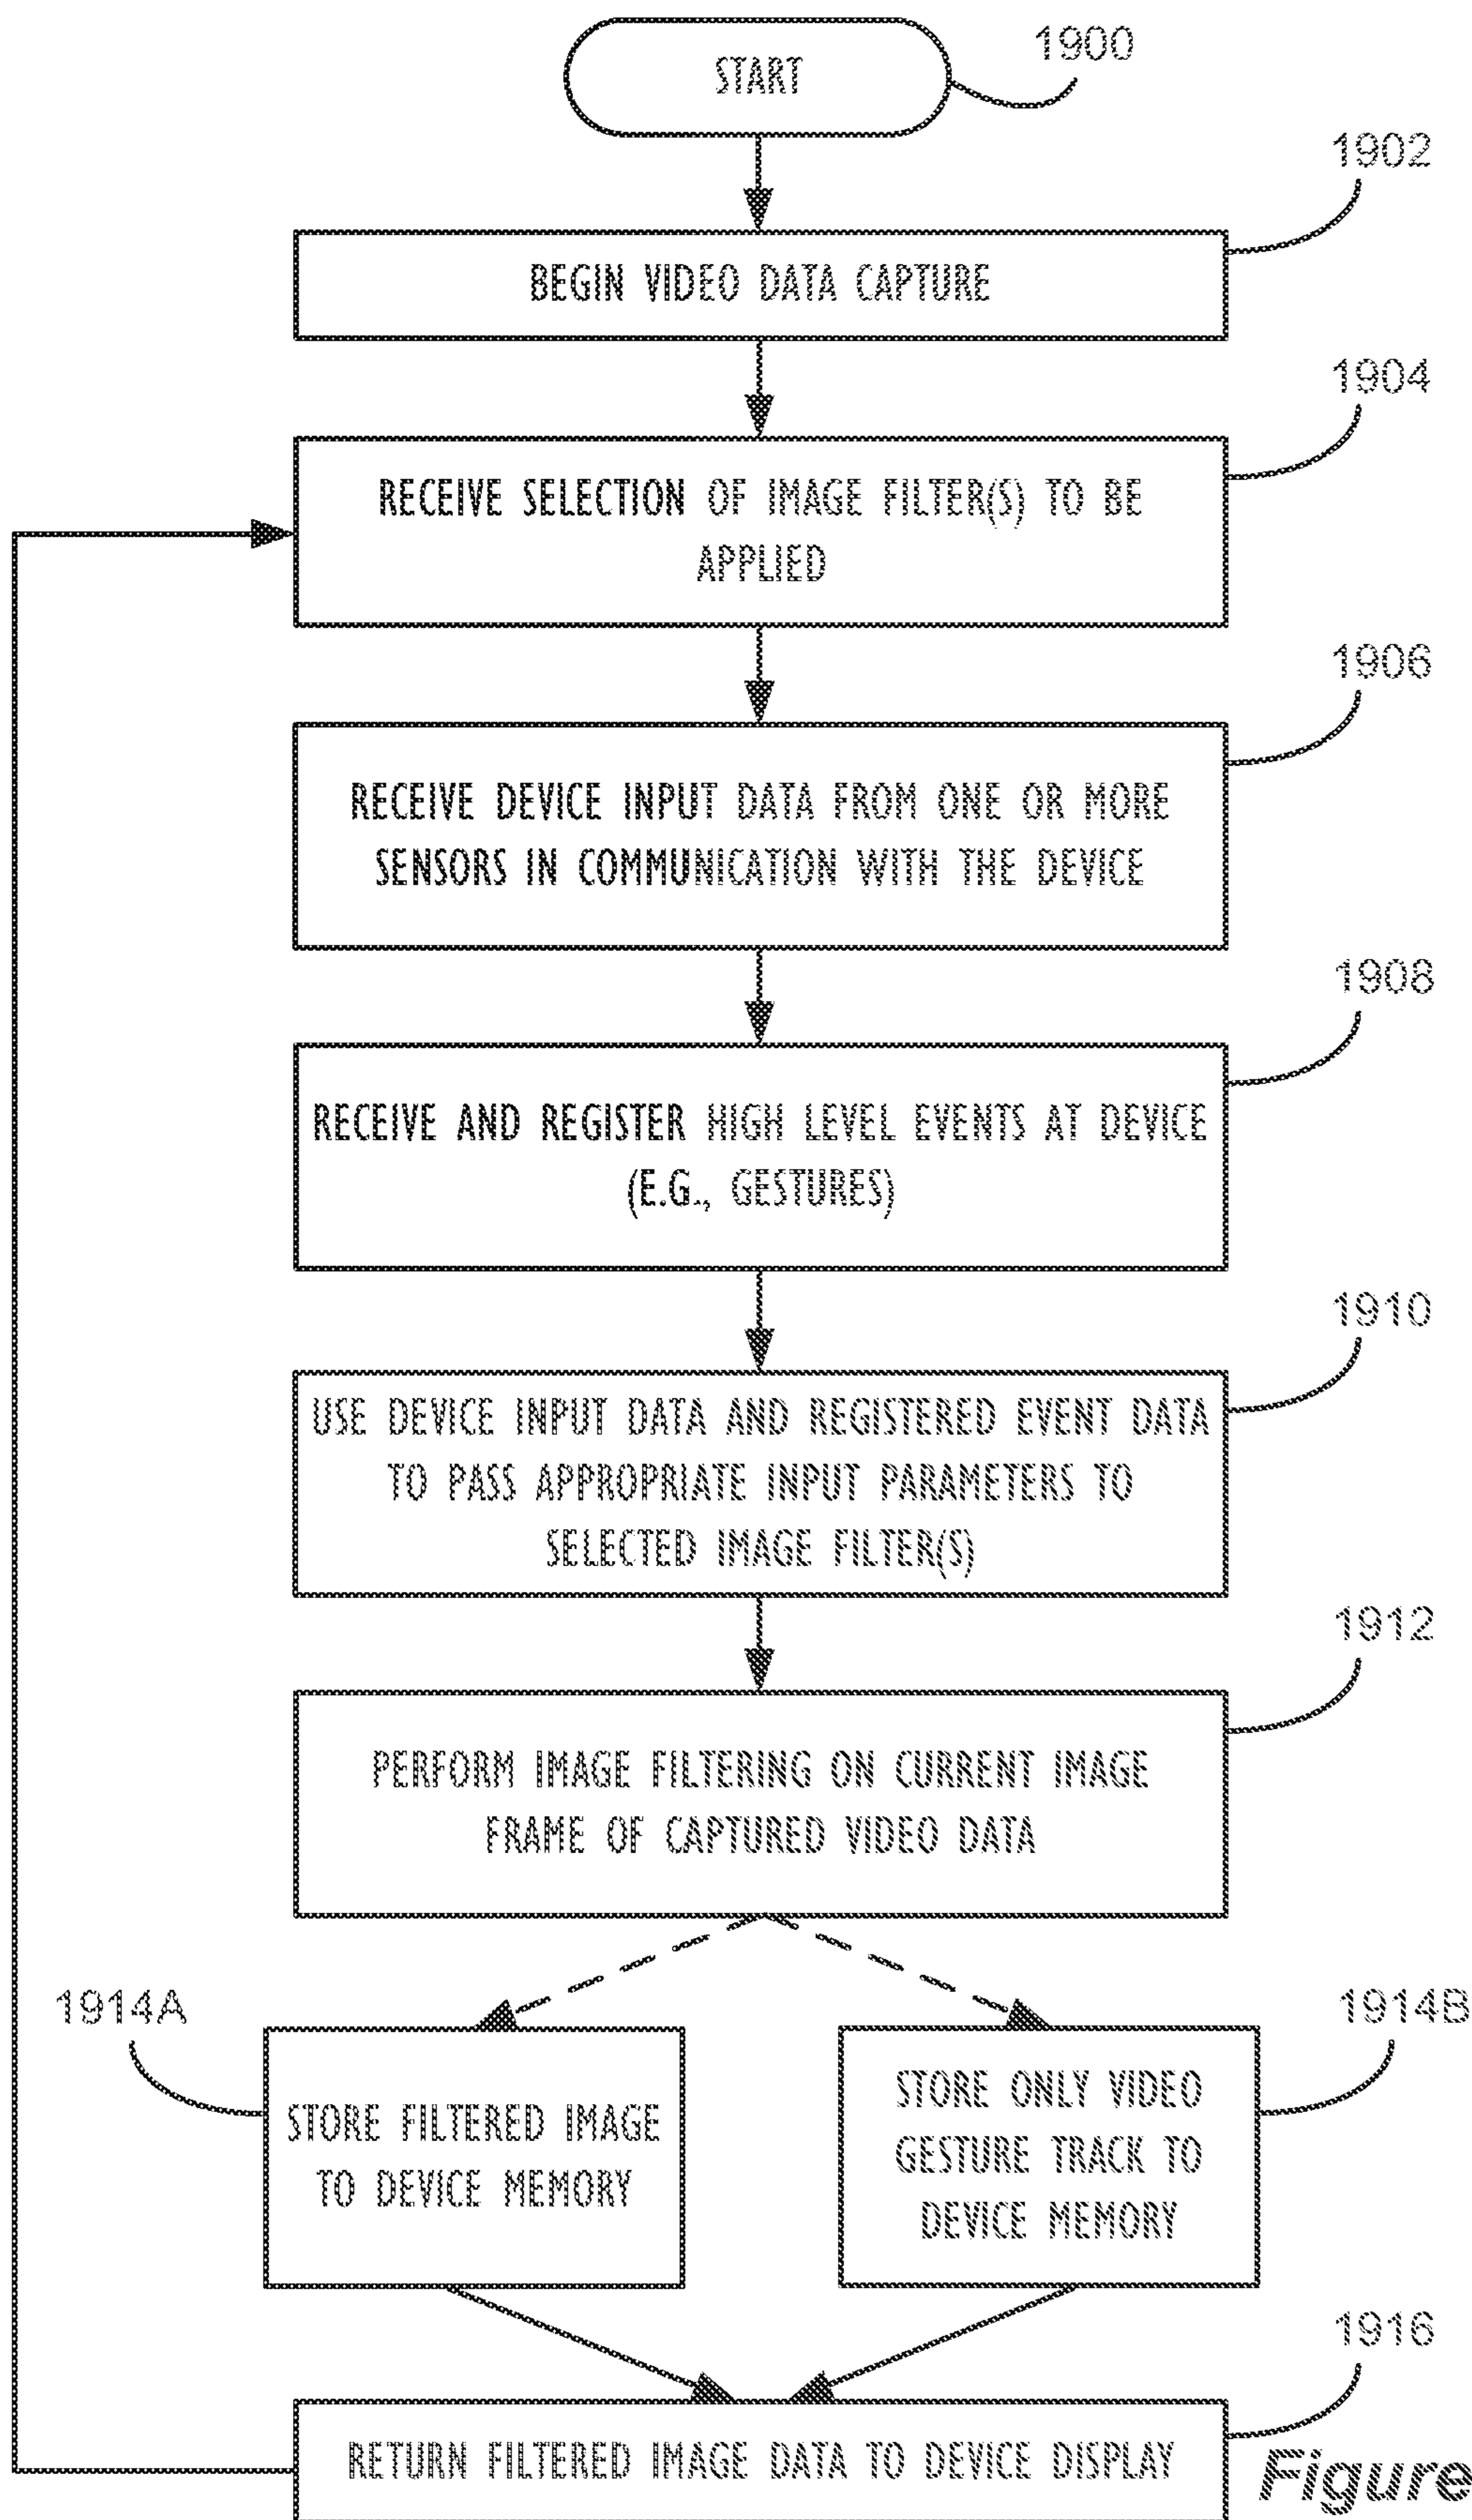 START
1900
1902
BEGIN VIDEO DATA CAPTURE
1904
RECEIVE SELECTION OF IMAGE FILTER(S) TO BE
APPLIED
1906
RECEIVE DEVICE INPUT DATA FROM ONE OR MORE
SENSORS IN COMMUNICATION WITH THE DEVICE
1908
RECEIVE AND REGISTER HIGH LEVEL EVENTS AT DEVICE
(E.G., GESTURES)
1910
USE DEVICE INPUT DATA AND REGISTERED EVENT DATA
TO PASS APPROPRIATE INPUT PARAMETERS TO
SELECTED IMAGE FILTER(S)
1912
PERFORM IMAGE FILTERING ON CURRENT IMAGE
FRAME OF CAPTURED VIDEO DATA
1914A
STORE FILTERED IMAGE
TO DEVICE MEMORY
1914B
STORE ONLY VIDEO
GESTURE TRACK TO
DEVICE MEMORY
1916
RETURN FILTERED IMAGE DATA TO DEVICE DISPLAY
Figure